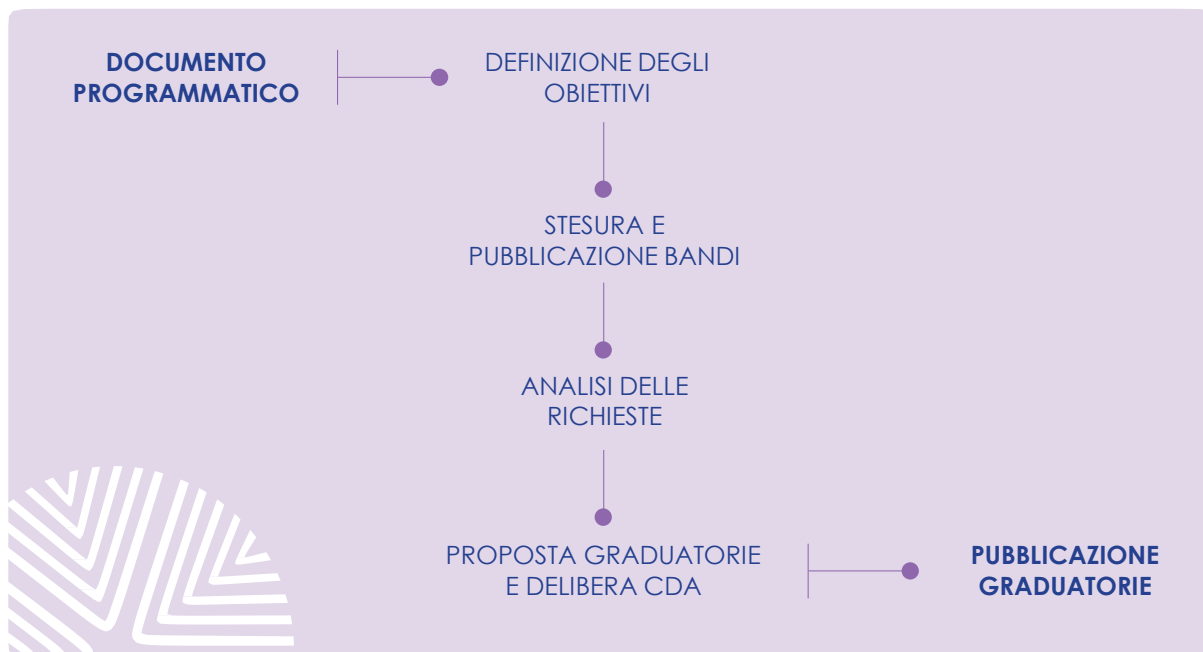 DOCUMENTO
PROGRAMMATICO
DEFINIZIONE DEGLI
OBIETTIVI
STESURA E
PUBBLICAZIONE BANDI
ANALISI DELLE
RICHIESTE
PROPOSTA GRADUATORIE
E DELIBERA CDA
PUBBLICAZIONE
GRADUATORIE